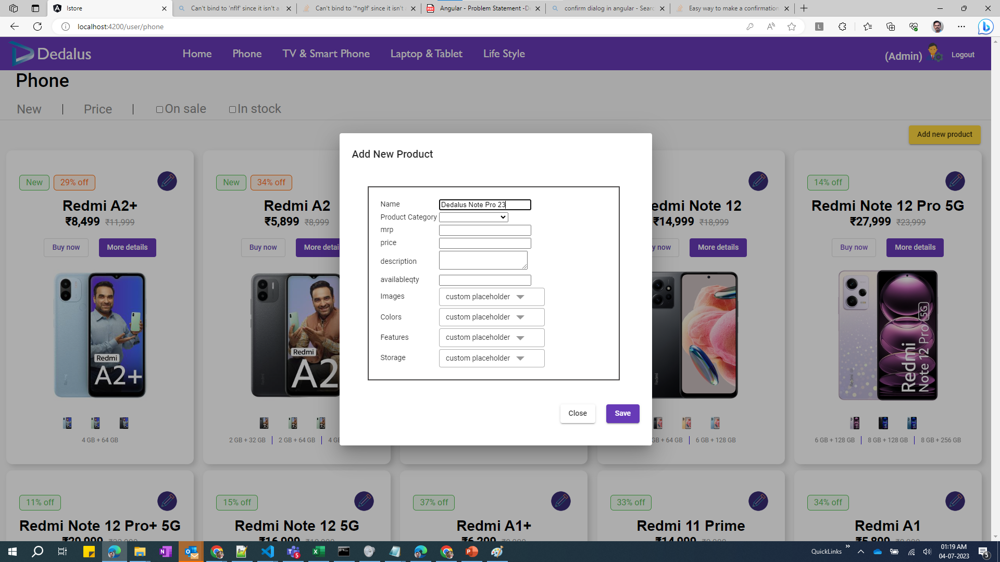 Istore
Can't bind to 'nflf' since it isn't a
Can't bind to '*ngIf' since it isn't
Angular - Problem Statement -D
confirm dialog in angular - Searc
Easy way to make a confirmation
localhost:4200/user/phone
L
Dedalus
Home
Phone
TV & Smart Phone
Laptop & Tablet
Life Style
(Admin)
Logout
Phone
New
Price
On sale
In stock
Add new product
New
29% off
Redmi A2+
₹8,499 ₹11,999
Buy now
More details
Redmi
A2+
4 GB + 64 GB
New
34% off
Redmi A2
₹5,899 ₹8,999
Buy now
More detai
Redmi
A2
2 GB + 32 GB
2 GB + 64 GB
4 G
Add New Product
Name
Dedalus Note Pro 23
Product Category
mrp
price
description
availableqty
Images
custom placeholder
Colors
custom placeholder
Features
custom placeholder
Storage
custom placeholder
Close
Save
edmi Note 12
₹14,999 ₹18,999
y now
More details
GB + 64 GB
6 GB + 128 GB
14% off
Redmi Note 12 Pro 5G
₹27,999 ₹23,999
Buy now
More details
Redmi
Note 12 Pro 5G
6 GB + 128 GB
8 GB + 128 GB
8 GB + 256 GB
11% off
Redmi Note 12 Pro+ 5G
₹29,999
15% off
Redmi Note 12 5G
₹16,999
37% off
Redmi A1+
₹6,299
33% off
Redmi 11 Prime
₹14,999
34% off
Redmi A1
₹5,899
QuickLinks
01:19 AM
04-07-2023
5
5